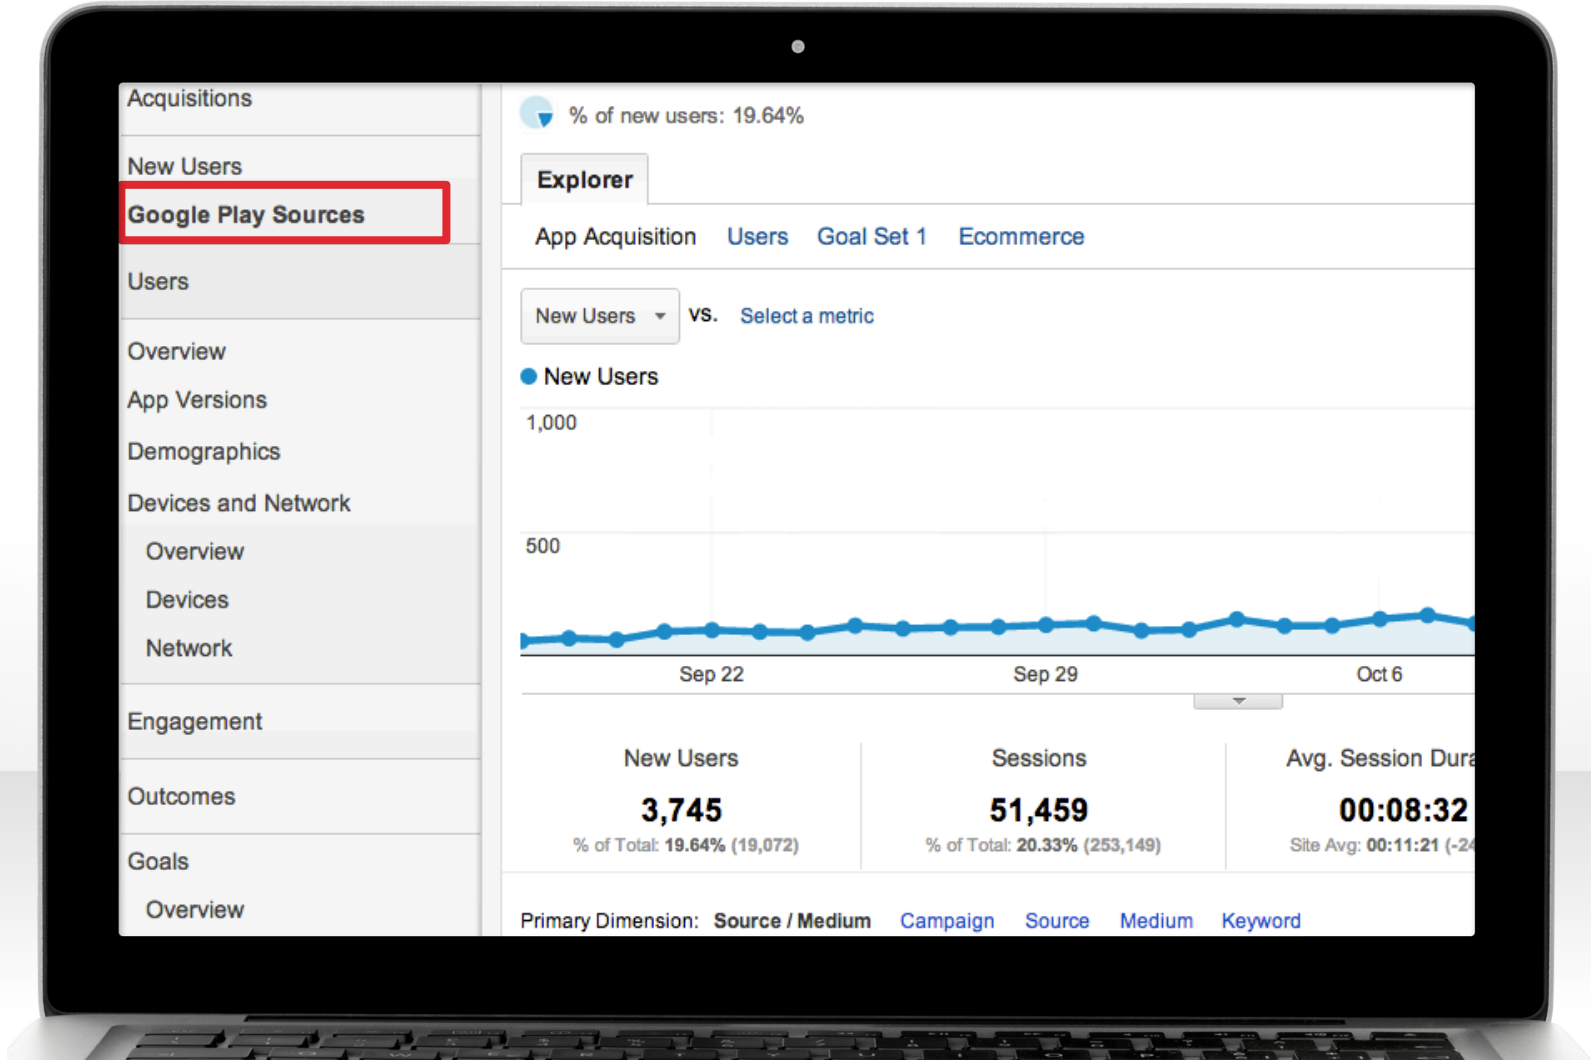 Acquisitions
New Users
Google Play Sources
Users
Overview
App Versions
Demographics
Devices and Network
Overview
Devices
Network
Engagement
Outcomes
Goals
Overview
% of new users: 19.64%
Explorer
App Acquisition Users Goal Set 1 Ecommerce
New Users vs. Select a metric
New Users
1,000
500
Sep 22 Sep 29 Oct 6
New Users Sessions Avg. Session Dura
3,745 51,459 00:08:32
% of Total: 19.64% (19,072) % of Total: 20.33% (253,149) Site Avg: 00:11:21 (-24
Primary Dimension: Source / Medium Campaign Source Medium Keyword